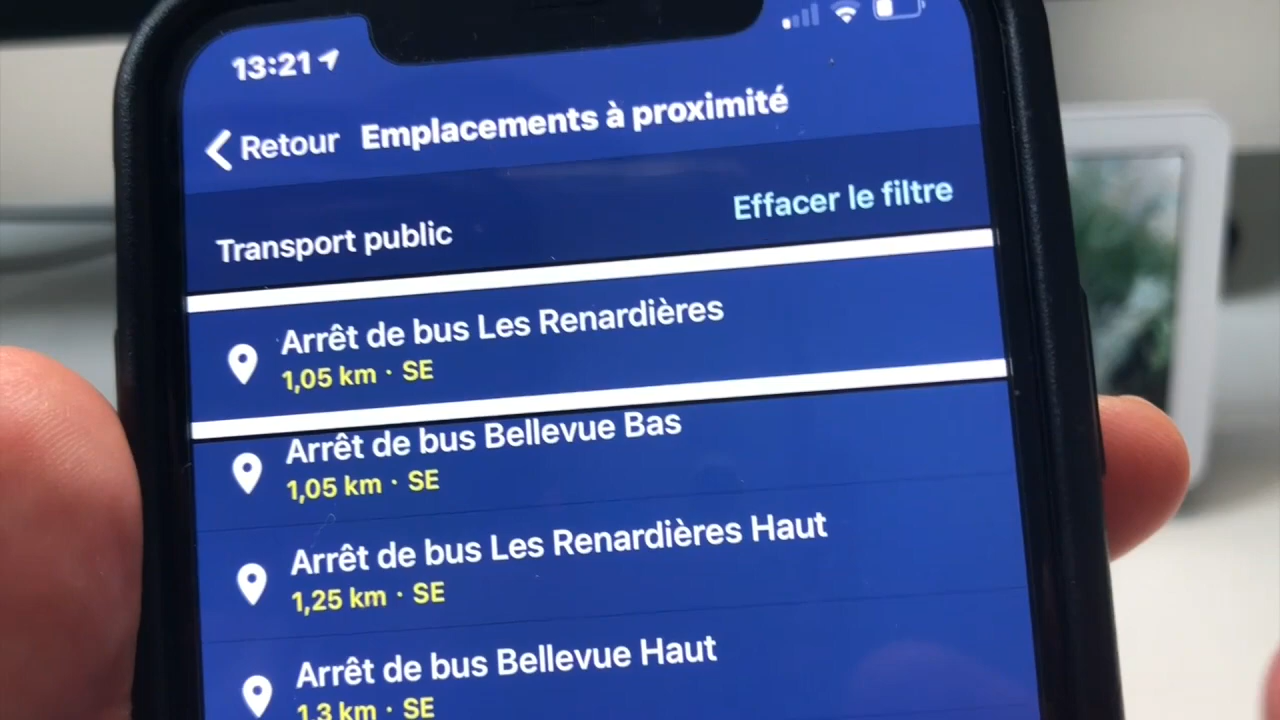 13:21
Retour Emplacements à proximité
Transport public Effacer le filtre
Arrêt de bus Les Renardières
1,05 km · SE
Arrêt de bus Bellevue Bas
1,05 km · SE
Arrêt de bus Les Renardières Haut
1,25 km · SE
Arrêt de bus Bellevue Haut
1,3 km · SE